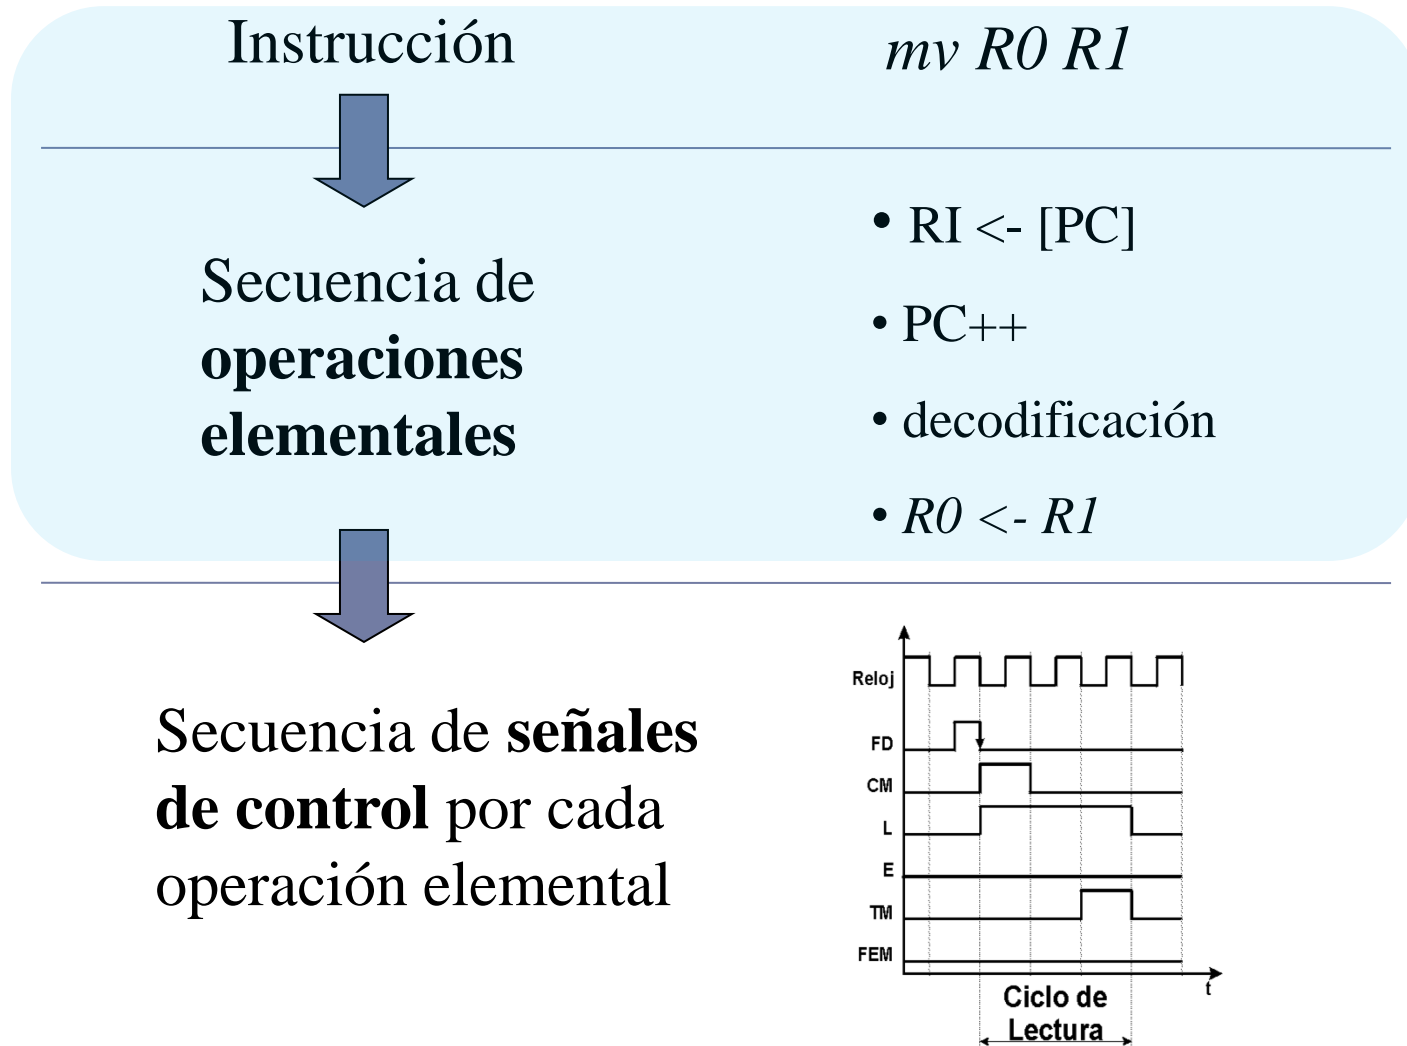 Instrucción
mv R0 R1
Secuencia de
operaciones
elementales
• RI <- [PC]
• PC++
• decodificación
• R0 <- R1
Secuencia de señales
de control por cada
operación elemental
Reloj
FD
CM
L
E
TM
FEM
t
Ciclo de
Lectura